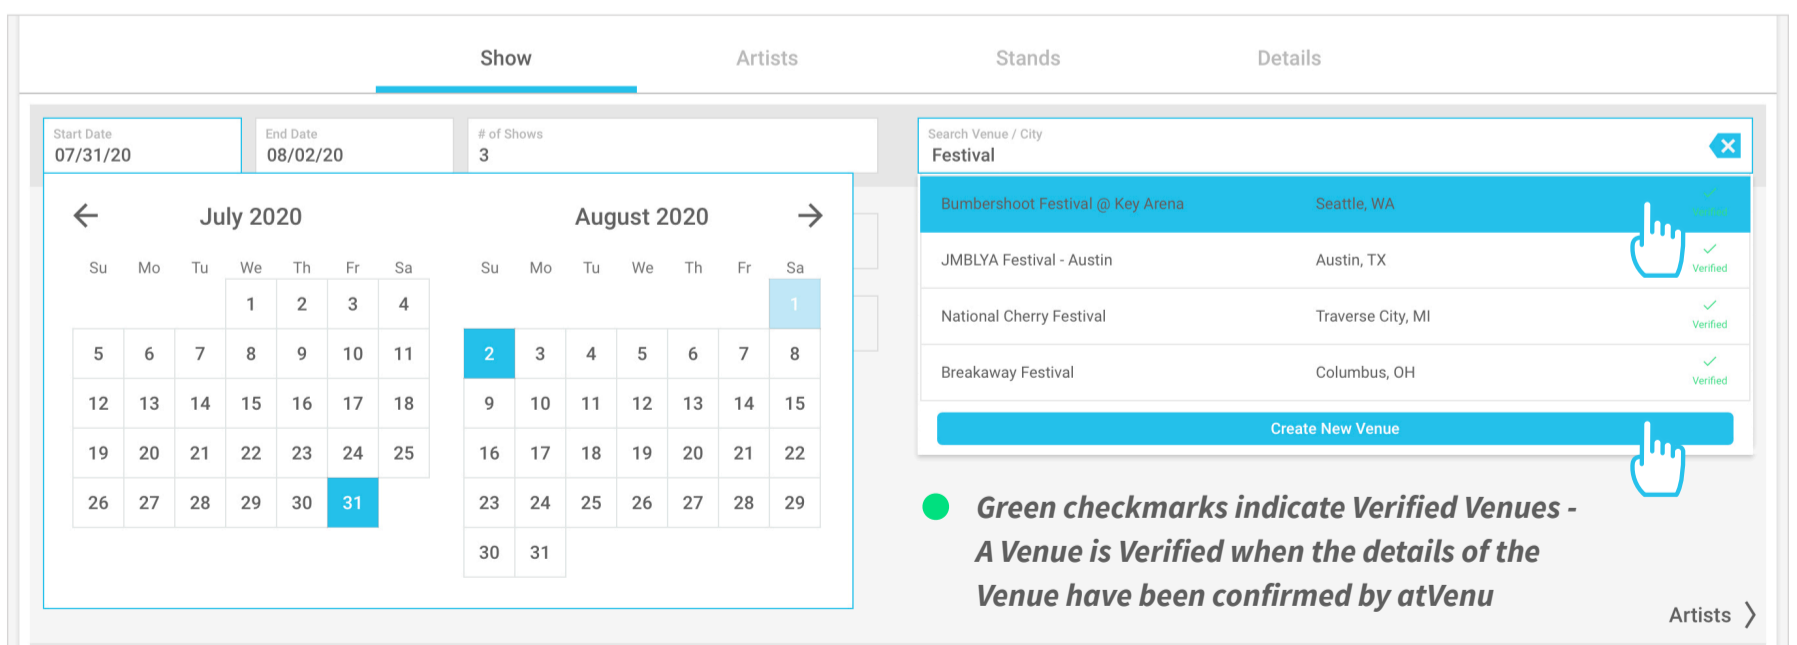 Show Artists Stands Details
Start Date
07/31/20
End Date
08/02/20
# of Shows
3
Search Venue / City
Festival
July 2020
Su Mo Tu We Th Fr Sa
1 2 3 4
5 6 7 8 9 10 11
12 13 14 15 16 17 18
19 20 21 22 23 24 25
26 27 28 29 30 31
August 2020
Su Mo Tu We Th Fr Sa
1
2 3 4 5 6 7 8
9 10 11 12 13 14 15
16 17 18 19 20 21 22
23 24 25 26 27 28 29
30 31
Bumbershoot Festival @ Key Arena Seattle, WA Verified
JMBLYA Festival - Austin Austin, TX Verified
National Cherry Festival Traverse City, MI Verified
Breakaway Festival Columbus, OH Verified
Create New Venue
Green checkmarks indicate Verified Venues -
A Venue is Verified when the details of the
Venue have been confirmed by atVenu
Artists